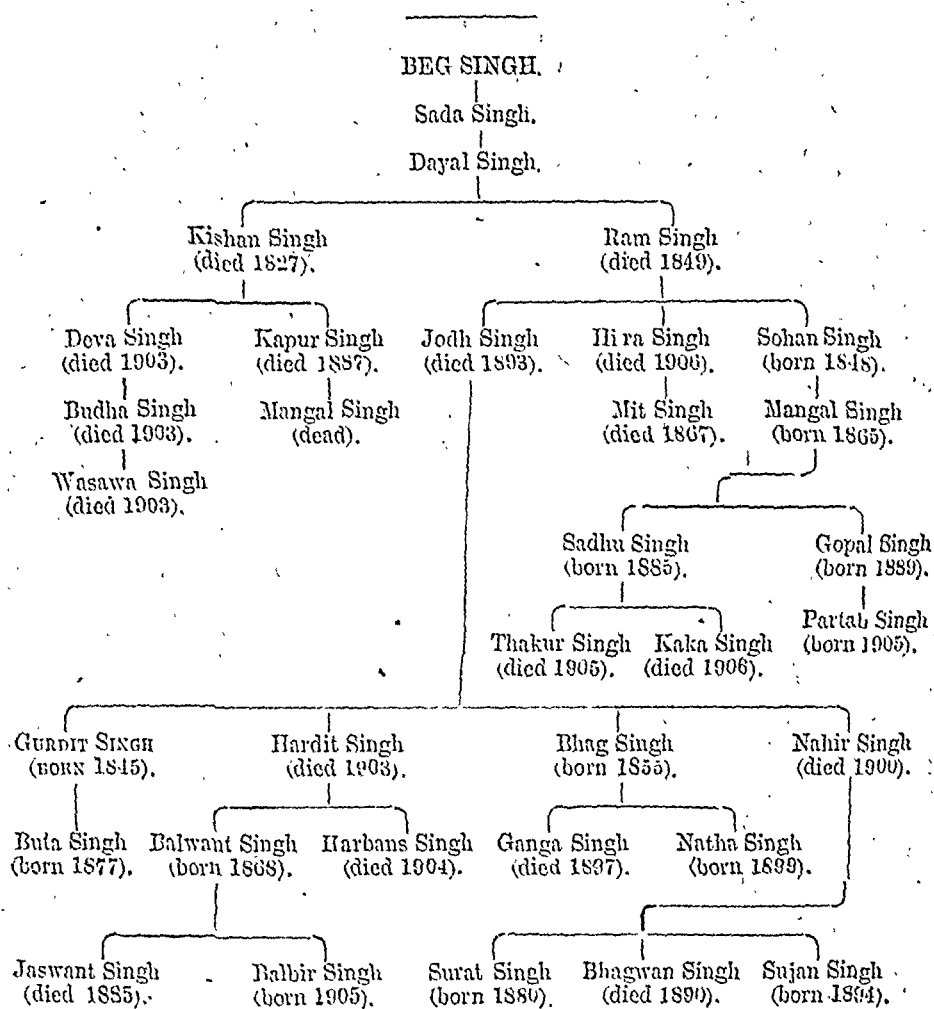 BEG SINGH.
Sada Singh.
Dayal Singh.
Kishan Singh Ram Singh
(died 1827). (died 1849).
Deva Singh Kapur Singh Jodh Singh Hira Singh Sohan Singh
(died 1903). (died 1887). (died 1893). (died 1906). (born 1848).
Budha Singh Mangal Singh Mit Singh Mangal Singh
(died 1903). (dead). (died 1867). (born 1865).
Wasawa Singh
(died 1903).
Sadhu Singh Gopal Singh
(born 1885). (born 1889).
Thakur Singh Kaka Singh Partab Singh
(died 1905). (died 1906). (born 1905).
GURDIT SINGH Hardit Singh Bhag Singh Nahir Singh
(BORN 1845). (died 1903). (born 1855). (died 1900).
Buta Singh Balwant Singh Harbans Singh Ganga Singh Natha Singh
(born 1877). (born 1868). (died 1904). (died 1897). (born 1899).
Jaswant Singh Balbir Singh Surat Singh Bhagwan Singh Sujan Singh
(died 1885). (born 1905). (born 1880). (died 1890). (born 1894).